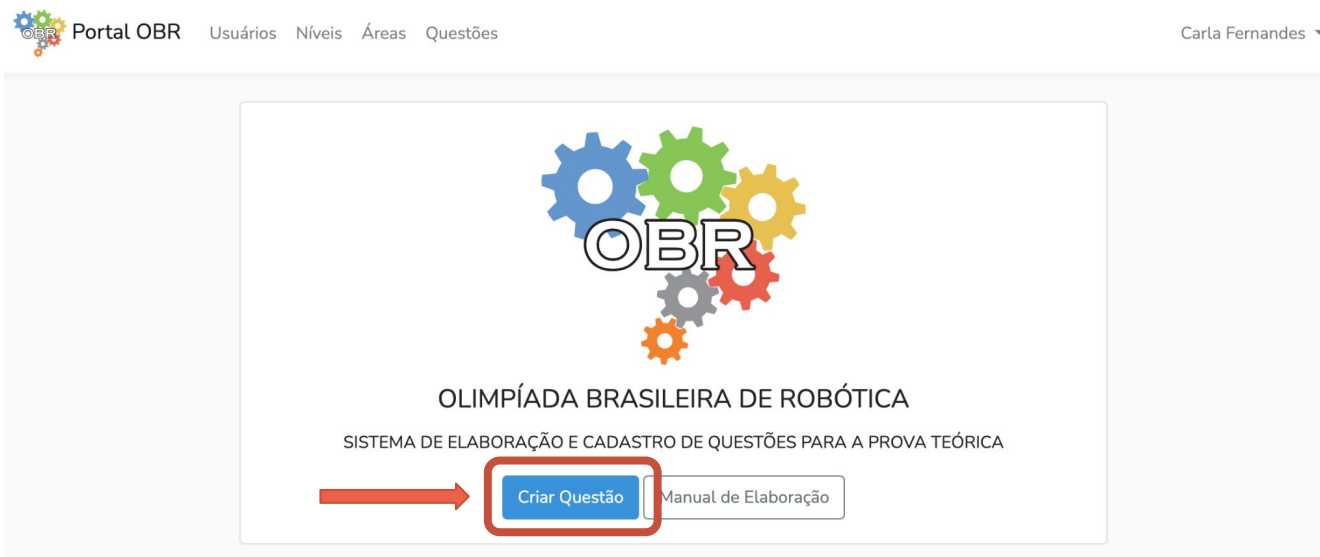 OBR Portal OBR Usuários Níveis Áreas Questões Carla Fernandes
OBR
OLIMPÍADA BRASILEIRA DE ROBÓTICA
SISTEMA DE ELABORAÇÃO E CADASTRO DE QUESTÕES PARA A PROVA TEÓRICA
Criar Questão Manual de Elaboração